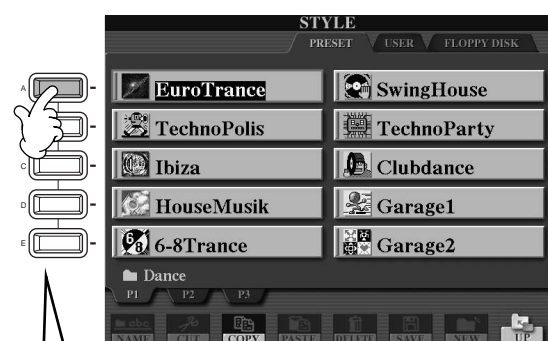 STYLE
PRESET USER FLOPPY DISK
A EuroTrance SwingHouse
TechnoPolis TechnoParty
C Ibiza Clubdance
D HouseMusik Garage1
E 6-8Trance Garage2
Dance
P1 P2 P3
NAME CUT COPY PASTE DELETE SAVE NEW UP